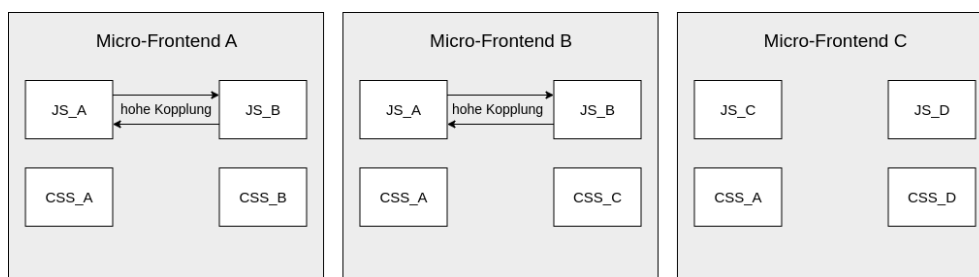 Micro-Frontend A
JS_A
hohe Kopplung
JS_B
CSS_A
CSS_B
Micro-Frontend B
JS_A
hohe Kopplung
JS_B
CSS_A
CSS_C
Micro-Frontend C
JS_C
JS_D
CSS_A
CSS_D